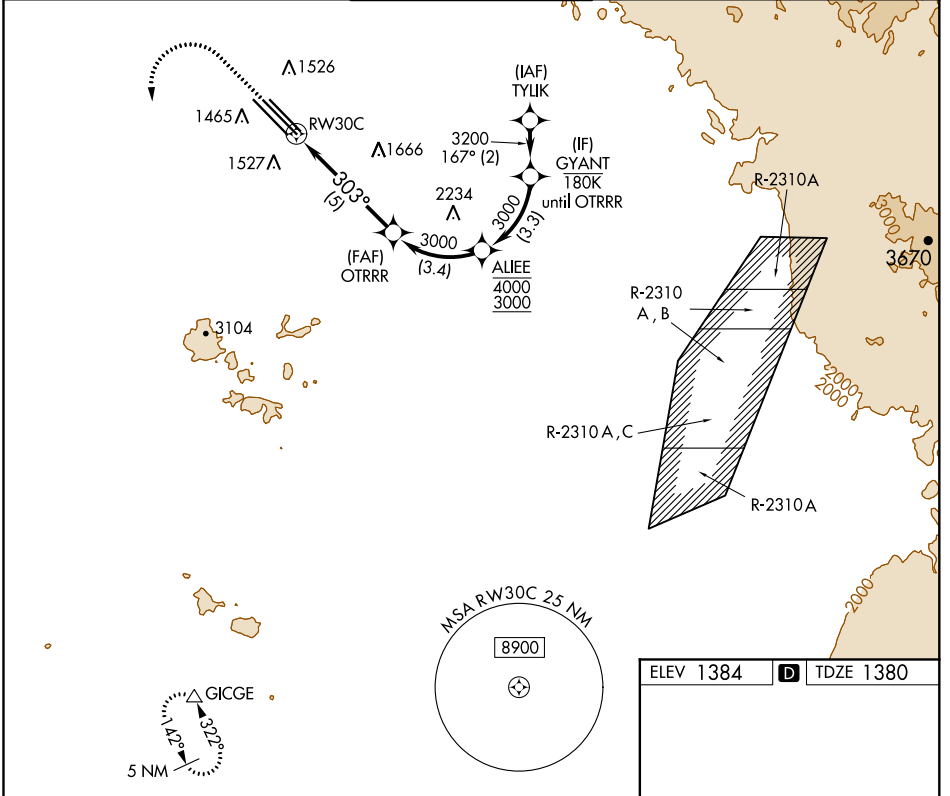 1526
(IAF)
TYLIK
1465
RW30C
3200
167° (2)
(IF)
GYANT
180K
until OTRRR
1527
1666
R-2310A
303°
(5)
2234
3000
(3.3)
3000
3670
(FAF)
OTRRR
3000
(3.4)
ALIEE
4000
3000
R-2310
A, B
3104
2000
2000
R-2310 A, C
R-2310 A
2000
MSA RW30C 25 NM
8900
ELEV 1384
D
TDZE 1380
GICGE
142°
322°
5 NM